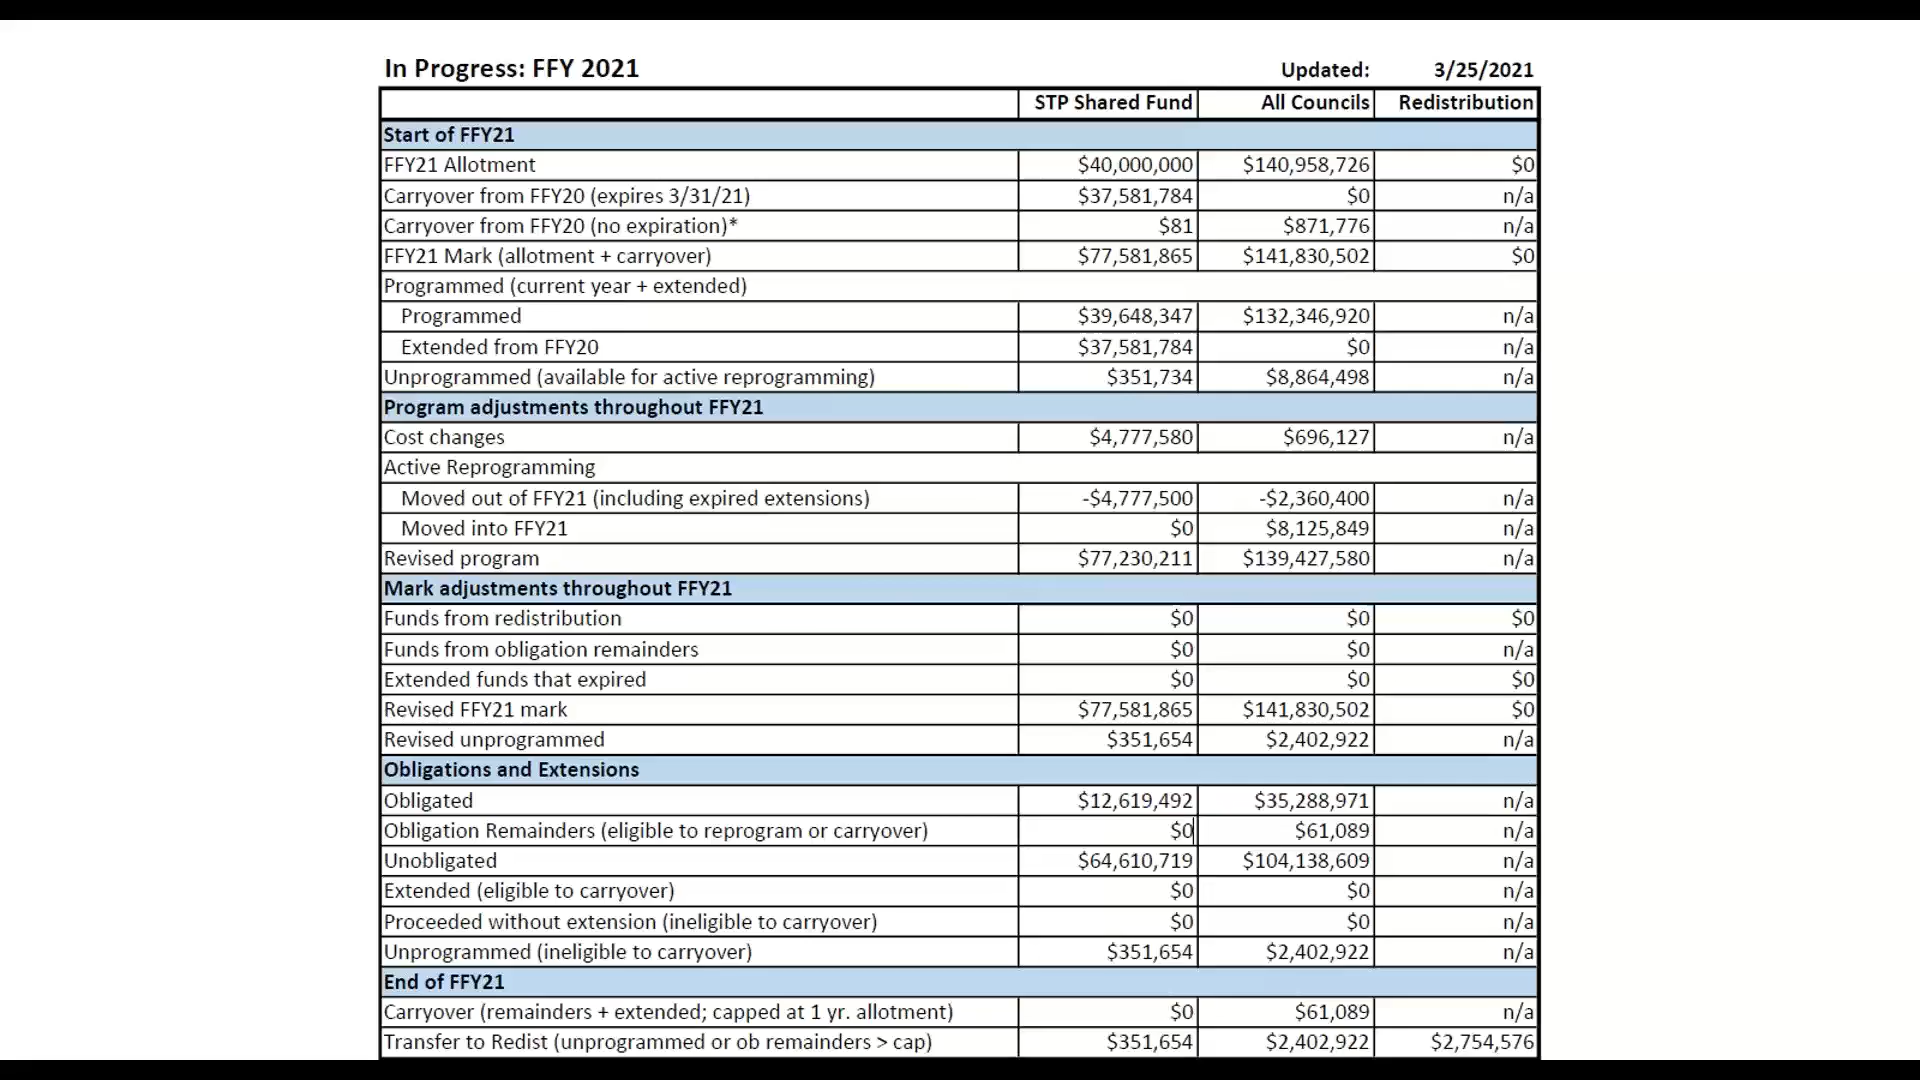 In Progress: FFY 2021 Updated: 3/25/2021
STP Shared Fund All Councils Redistribution
Start of FFY21
FFY21 Allotment $40,000,000 $140,958,726 $0
Carryover from FFY20 (expires 3/31/21) $37,581,784 $0 n/a
Carryover from FFY20 (no expiration)* $81 $871,776 n/a
FFY21 Mark (allotment + carryover) $77,581,865 $141,830,502 $0
Programmed (current year + extended)
Programmed $39,648,347 $132,346,920 n/a
Extended from FFY20 $37,581,784 $0 n/a
Unprogrammed (available for active reprogramming) $351,734 $8,864,498 n/a
Program adjustments throughout FFY21
Cost changes $4,777,580 $696,127 n/a
Active Reprogramming
Moved out of FFY21 (including expired extensions) -$4,777,500 -$2,360,400 n/a
Moved into FFY21 $0 $8,125,849 n/a
Revised program $77,230,211 $139,427,580 n/a
Mark adjustments throughout FFY21
Funds from redistribution $0 $0 $0
Funds from obligation remainders $0 $0 n/a
Extended funds that expired $0 $0 $0
Revised FFY21 mark $77,581,865 $141,830,502 $0
Revised unprogrammed $351,654 $2,402,922 n/a
Obligations and Extensions
Obligated $12,619,492 $35,288,971 n/a
Obligation Remainders (eligible to reprogram or carryover) $0 $61,089 n/a
Unobligated $64,610,719 $104,138,609 n/a
Extended (eligible to carryover) $0 $0 n/a
Proceeded without extension (ineligible to carryover) $0 $0 n/a
Unprogrammed (ineligible to carryover) $351,654 $2,402,922 n/a
End of FFY21
Carryover (remainders + extended; capped at 1 yr. allotment) $0 $61,089 n/a
Transfer to Redist (unprogrammed or ob remainders > cap) $351,654 $2,402,922 $2,754,576